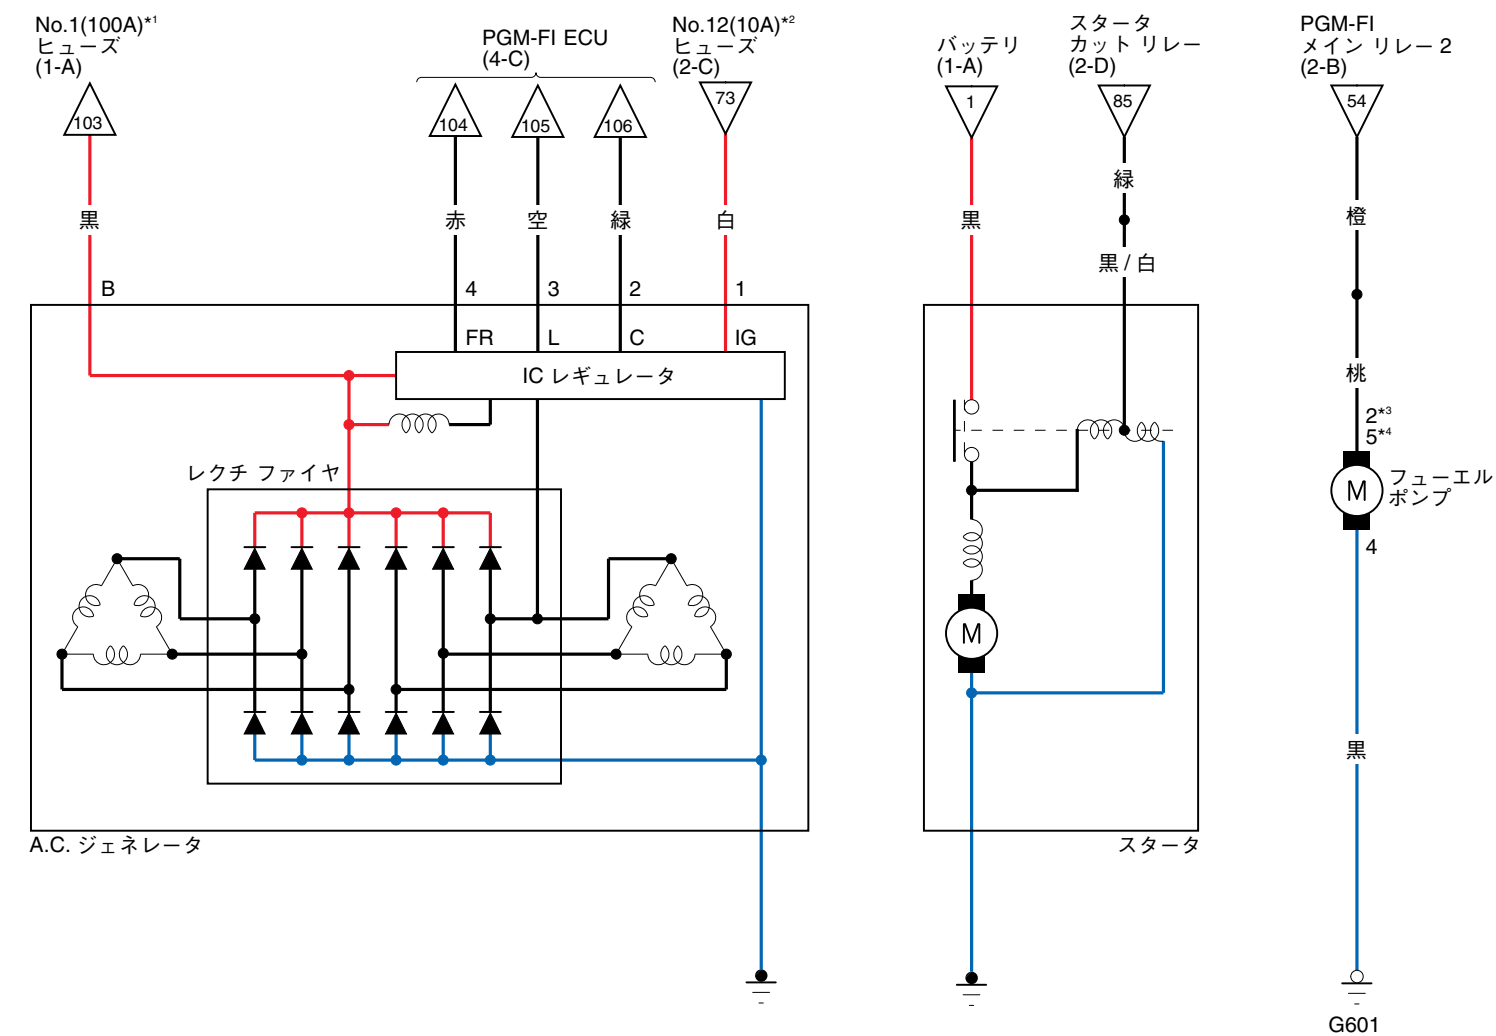 No.1(100A)*1
ヒューズ
(1-A)
PGM-FI ECU
(4-C)
No.12(10A)*2
ヒューズ
(2-C)
バッテリ
(1-A)
スタータ
カット リレー
(2-D)
PGM-FI
メイン リレー 2
(2-B)
103
104
105
106
73
1
85
54
黒
赤
空
緑
白
黒
緑
黒 / 白
橙
桃
B
4
3
2
1
FR
L
C
IG
IC レギュレータ
レクチ ファイヤ
2*3
5*4
M
フューエル
ポンプ
4
M
黒
A.C. ジェネレータ
スタータ
G601